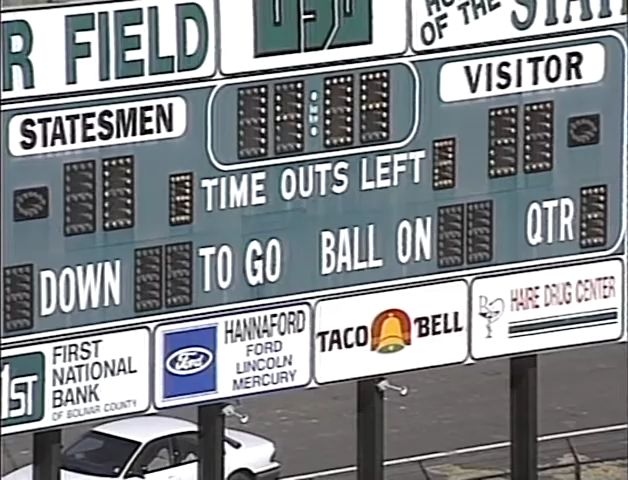 R FIELD
OF THE STA
STATESMEN
VISITOR
TIME OUTS LEFT
DOWN TO GO BALL ON QTR
1ST FIRST NATIONAL BANK
OF BOLIVAR COUNTY
Ford
HANNAFORD
FORD
LINCOLN
MERCURY
TACO BELL
HAIRE DRUG CENTER